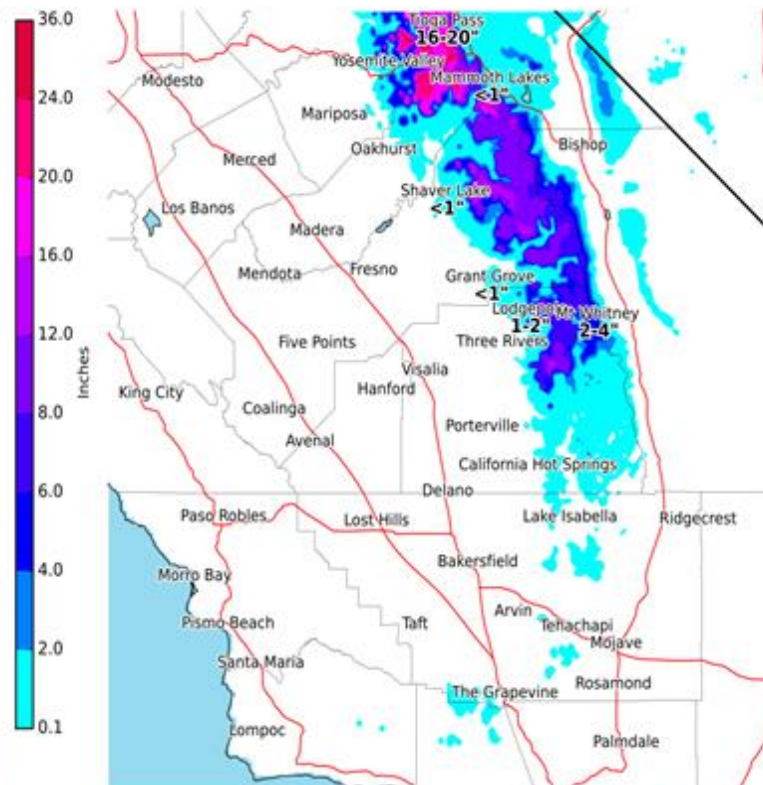 36.0
24.0
20.0
16.0
12.0
8.0
6.0
4.0
2.0
0.1
Inches
Tioga Pass
16-20"
Yosemite Valley
Mammoth Lakes
<1"
Modesto
Mariposa
Oakhurst
Bishop
Merced
Shaver Lake
<1"
Los Banos
Madera
Mendota
Fresno
Grant Grove
<1"
Lodgepole
1-2"
Mt Whitney
2-4"
Five Points
Three Rivers
Visalia
King City
Hanford
Coalinga
Avenal
Porterville
California Hot Springs
Delano
Paso Robles
Lost Hills
Lake Isabella
Ridgecrest
Bakersfield
Morro Bay
Arvin
Pismo Beach
Taft
Tehachapi
Mojave
Santa Maria
The Grapevine
Rosamond
Lompoc
Palmdale